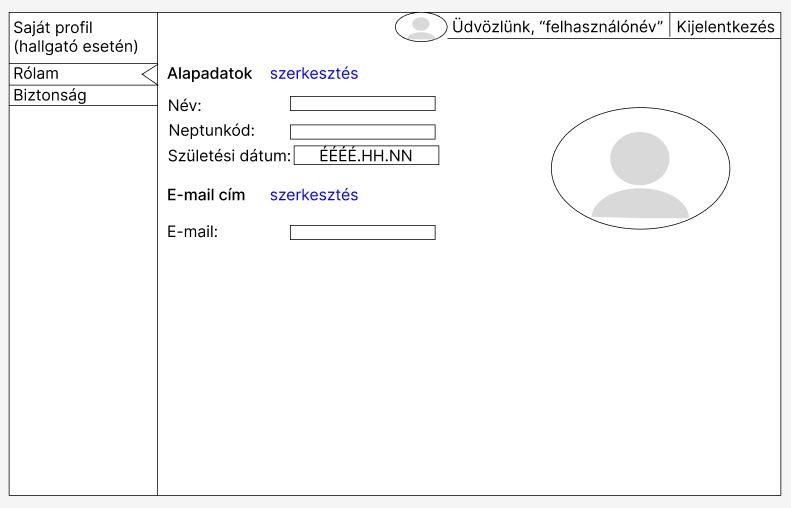 Saját profil
(hallgató esetén)
Üdvözlünk, “felhasználónév”
Kijelentkezés
Rólam
Biztonság
Alapadatok szerkesztés
Név:
Neptunkód:
Születési dátum: ÉÉÉÉ.HH.NN
E-mail cím szerkesztés
E-mail: